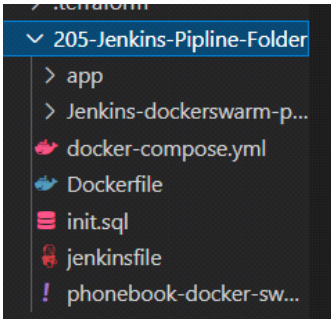 .terraform
205-Jenkins-Pipline-Folder
app
Jenkins-dockerswarm-p...
docker-compose.yml
Dockerfile
init.sql
jenkinsfile
phonebook-docker-sw...